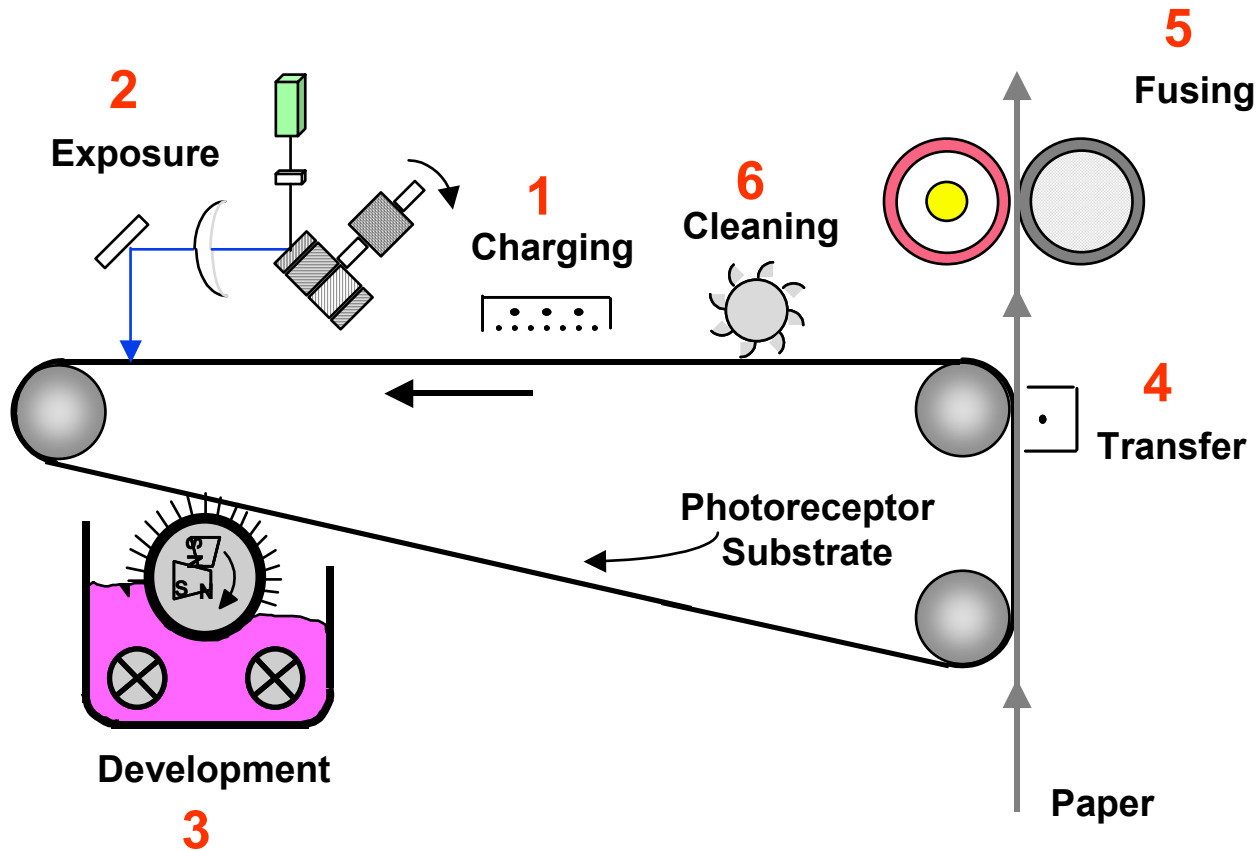 5
Fusing
2
Exposure
1
Charging
6
Cleaning
4
Transfer
Photoreceptor
Substrate
S
N
S N
Development
3
Paper